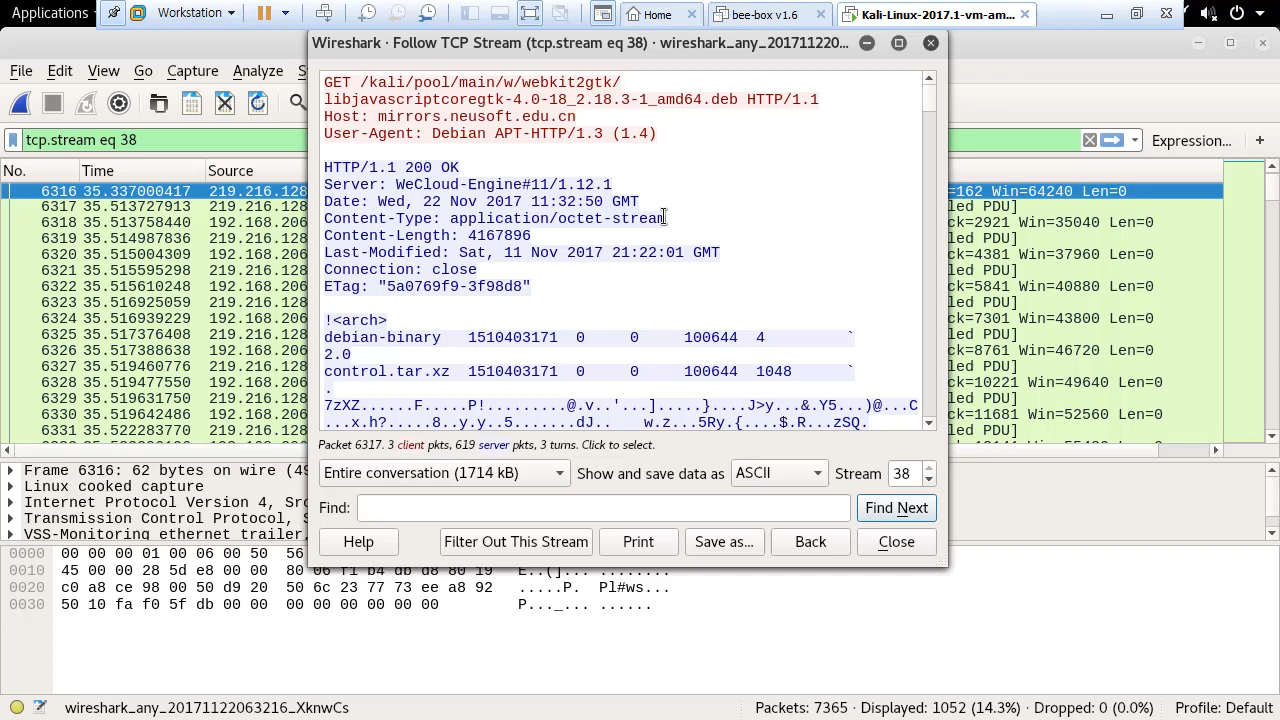 Applications
Workstation
Home
bee-box v1.6
Kali-Linux-2017.1-vm-am...
Wireshark · Follow TCP Stream (tcp.stream eq 38) · wireshark_any_201711220...
File Edit View Go Capture Analyze S
tcp.stream eq 38
Expression...
+
No. Time Source
6316 35.337000417 219.216.128 =162 Win=64240 Len=0
6317 35.513727913 219.216.128 led PDU]
6318 35.513758440 192.168.206 ck=2921 Win=35040 Len=0
6319 35.514987836 219.216.128 led PDU]
6320 35.515004309 192.168.206 ck=4381 Win=37960 Len=0
6321 35.515595298 219.216.128 led PDU]
6322 35.515610248 192.168.206 ck=5841 Win=40880 Len=0
6323 35.516925059 219.216.128 led PDU]
6324 35.516939229 192.168.206 ck=7301 Win=43800 Len=0
6325 35.517376408 219.216.128 led PDU]
6326 35.517388638 192.168.206 ck=8761 Win=46720 Len=0
6327 35.519460776 219.216.128 led PDU]
6328 35.519477550 192.168.206 ck=10221 Win=49640 Len=0
6329 35.519631750 219.216.128 led PDU]
6330 35.519642486 192.168.206 ck=11681 Win=52560 Len=0
6331 35.522283770 219.216.128 led PDU]
GET /kali/pool/main/w/webkit2gtk/
libjavascriptcoregtk-4.0-18_2.18.3-1_amd64.deb HTTP/1.1
Host: mirrors.neusoft.edu.cn
User-Agent: Debian APT-HTTP/1.3 (1.4)
HTTP/1.1 200 OK
Server: WeCloud-Engine#11/1.12.1
Date: Wed, 22 Nov 2017 11:32:50 GMT
Content-Type: application/octet-stream
Content-Length: 4167896
Last-Modified: Sat, 11 Nov 2017 21:22:01 GMT
Connection: close
ETag: "5a0769f9-3f98d8"
!<arch>
debian-binary 1510403171 0 0 100644 4 `
2.0
control.tar.xz 1510403171 0 0 100644 1048 `
.
7zXZ......F.....P!.........@.v..'...].....}....J>y...&.Y5...)@...C
...x.h?.....8..y.y..5.......dJ.. w.z...5Ry.{....$.R...zSQ.
Packet 6317. 3 client pkts, 619 server pkts, 3 turns. Click to select.
Entire conversation (1714 kB) Show and save data as ASCII Stream 38
Find: Find Next
Help Filter Out This Stream Print Save as... Back Close
Frame 6316: 62 bytes on wire (49
Linux cooked capture
Internet Protocol Version 4, Src
Transmission Control Protocol, S
VSS-Monitoring ethernet trailer,
0000 00 00 00 01 00 06 00 50 56
0010 45 00 00 28 5d e8 00 00 80 06 f1 b4 db d8 80 19 E..(]... ........
0020 c0 a8 ce 98 00 50 d9 20 50 6c 23 77 73 ee a8 92 .....P. Pl#ws...
0030 50 10 fa f0 5f db 00 00 00 00 00 00 00 00 P..._... ......
wireshark_any_20171122063216_XknwCs
Packets: 7365 · Displayed: 1052 (14.3%) · Dropped: 0 (0.0%)
Profile: Default